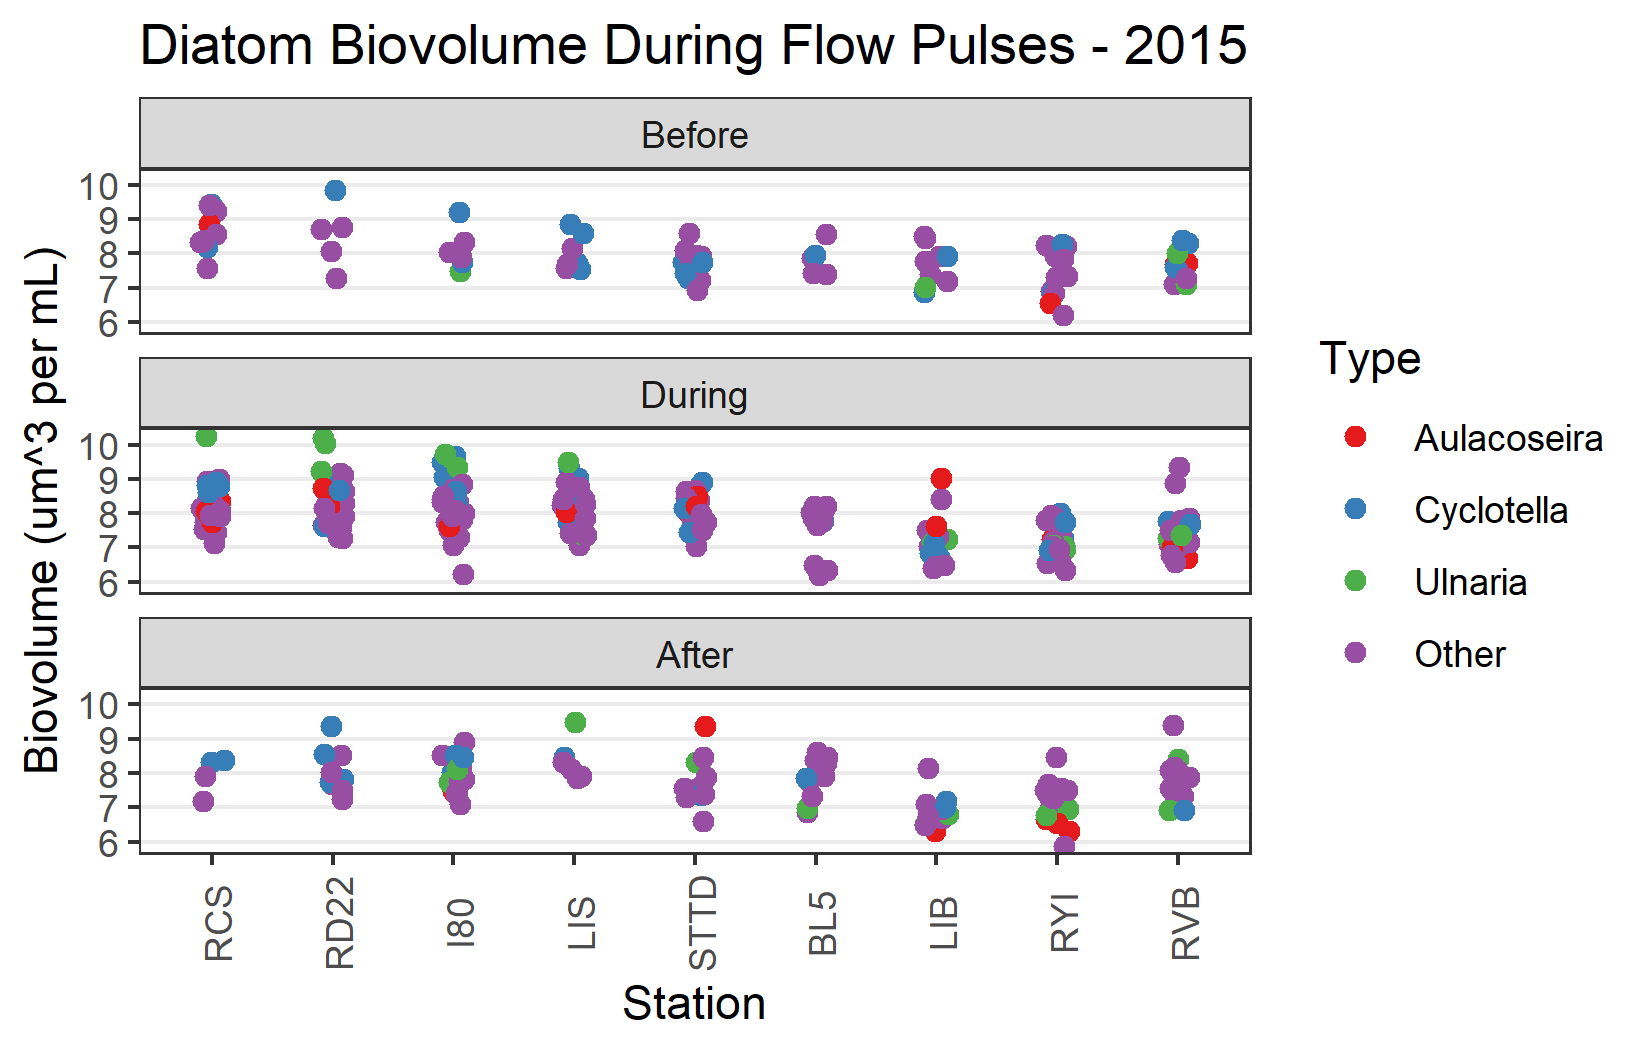 Diatom Biovolume During Flow Pulses - 2015
Before
10
9
8
7
6
During
10
9
8
7
6
After
10
9
8
7
6
Biovolume (um^3 per mL)
RCS
RD22
I80
LIS
STTD
BL5
LIB
RYI
RVB
Station
Type
Aulacoseira
Cyclotella
Ulnaria
Other